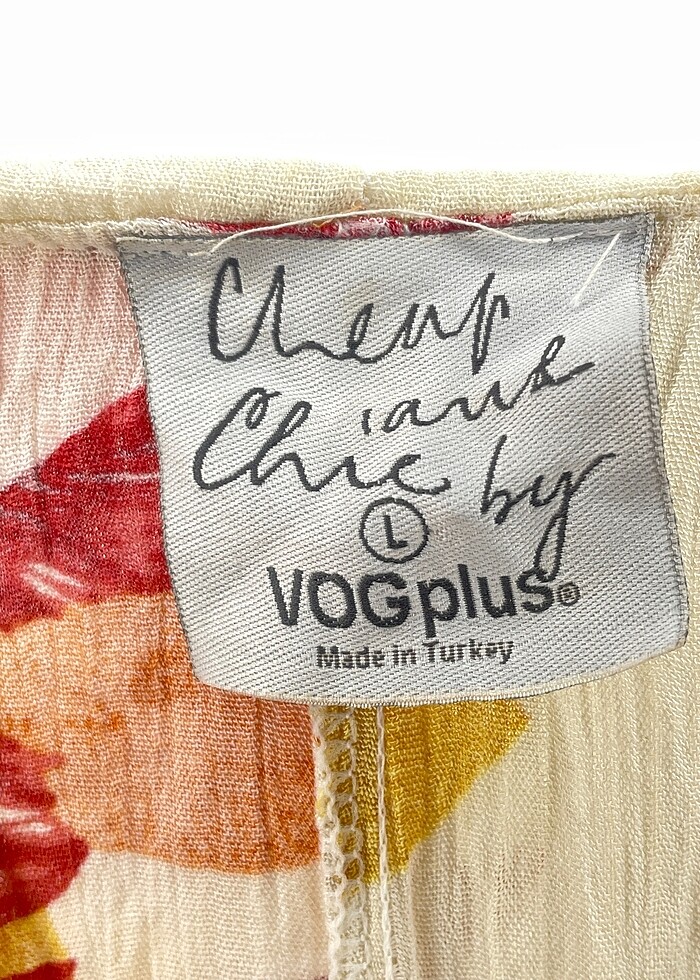 Cheap
and
Chic by
L
VOGplus®
Made in Turkey